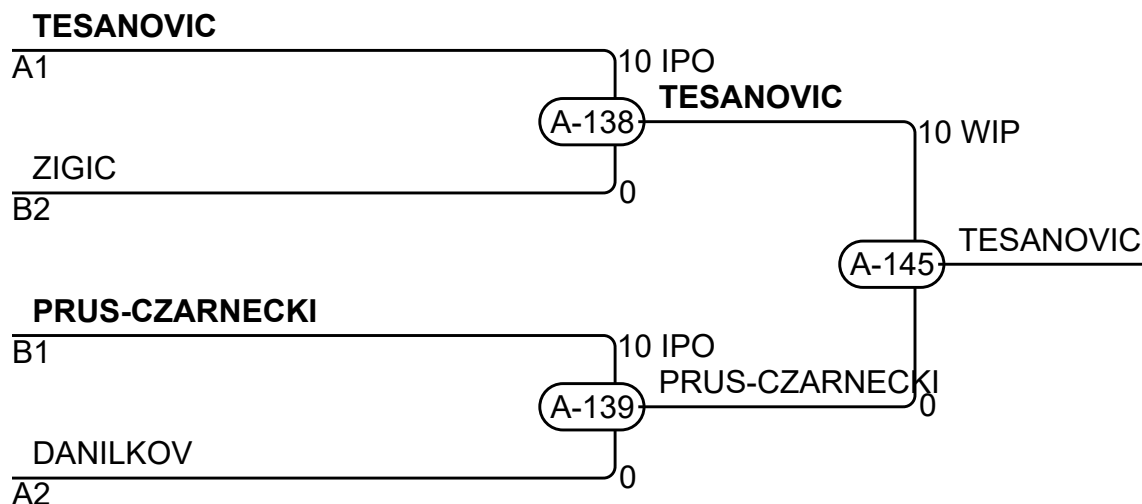 TESANOVIC
A1
10 IPO
TESANOVIC
A-138
10 WIP
ZIGIC
B2
0
TESANOVIC
A-145
PRUS-CZARNECKI
B1
10 IPO
PRUS-CZARNECKI
A-139
0
DANILKOV
A2
0